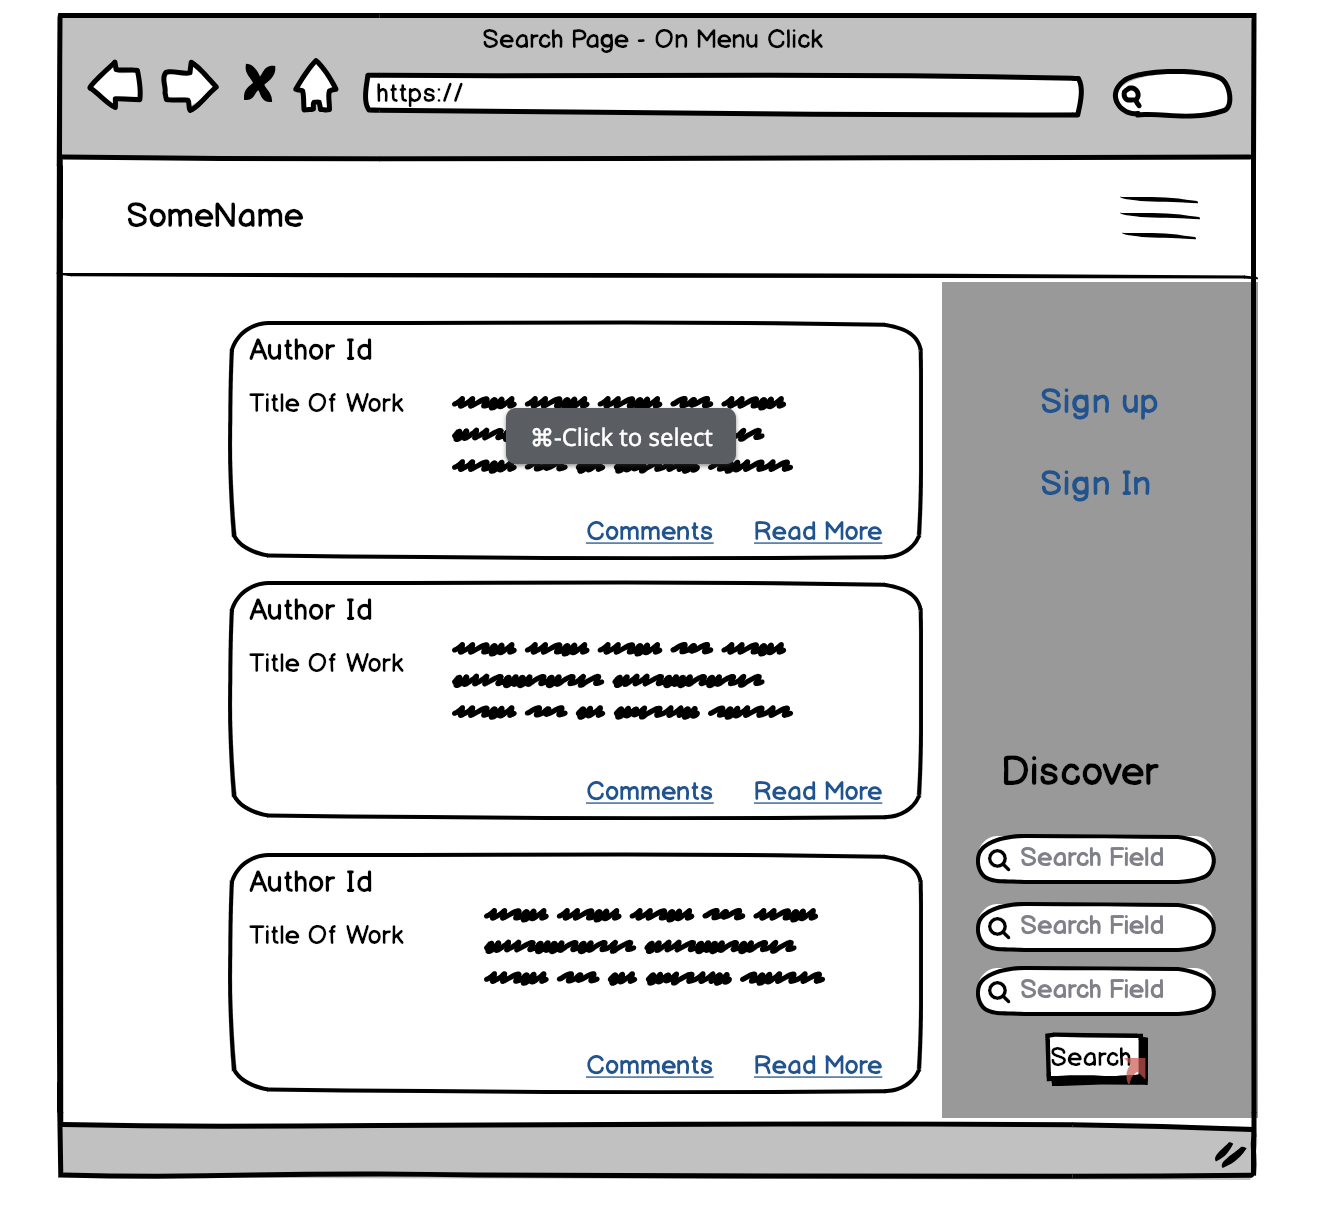 Search Page - On Menu Click
https://
SomeName
Author Id
Title Of Work
⌘-Click to select
Comments Read More
Author Id
Title Of Work
Comments Read More
Author Id
Title Of Work
Comments Read More
Sign up
Sign In
Discover
Search Field
Search Field
Search Field
Search